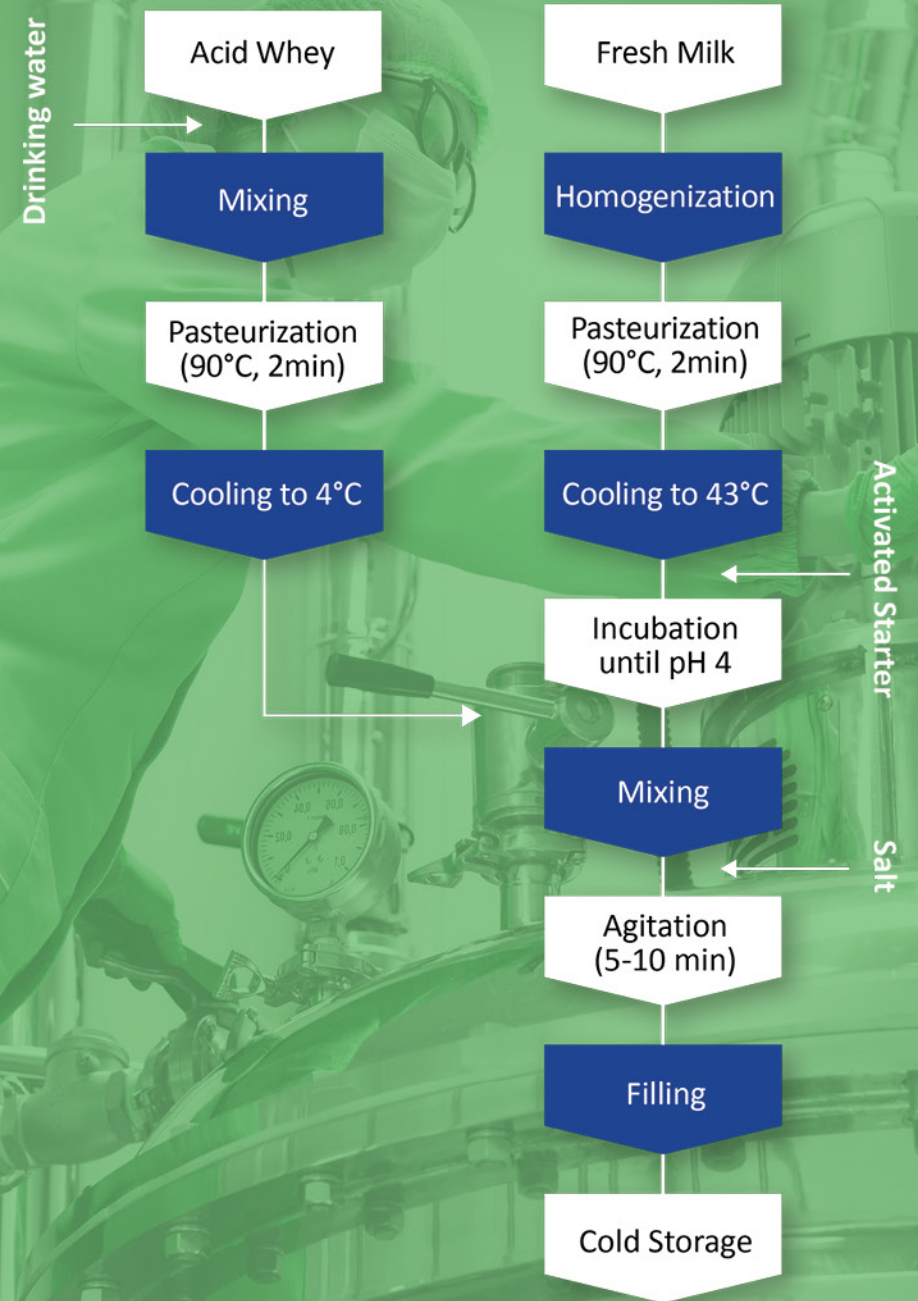 Drinking water
Acid Whey
Mixing
Pasteurization
(90°C, 2min)
Cooling to 4°C
Fresh Milk
Homogenization
Pasteurization
(90°C, 2min)
Cooling to 43°C
Activated Starter
Incubation
until pH 4
Mixing
Salt
Agitation
(5-10 min)
Filling
Cold Storage